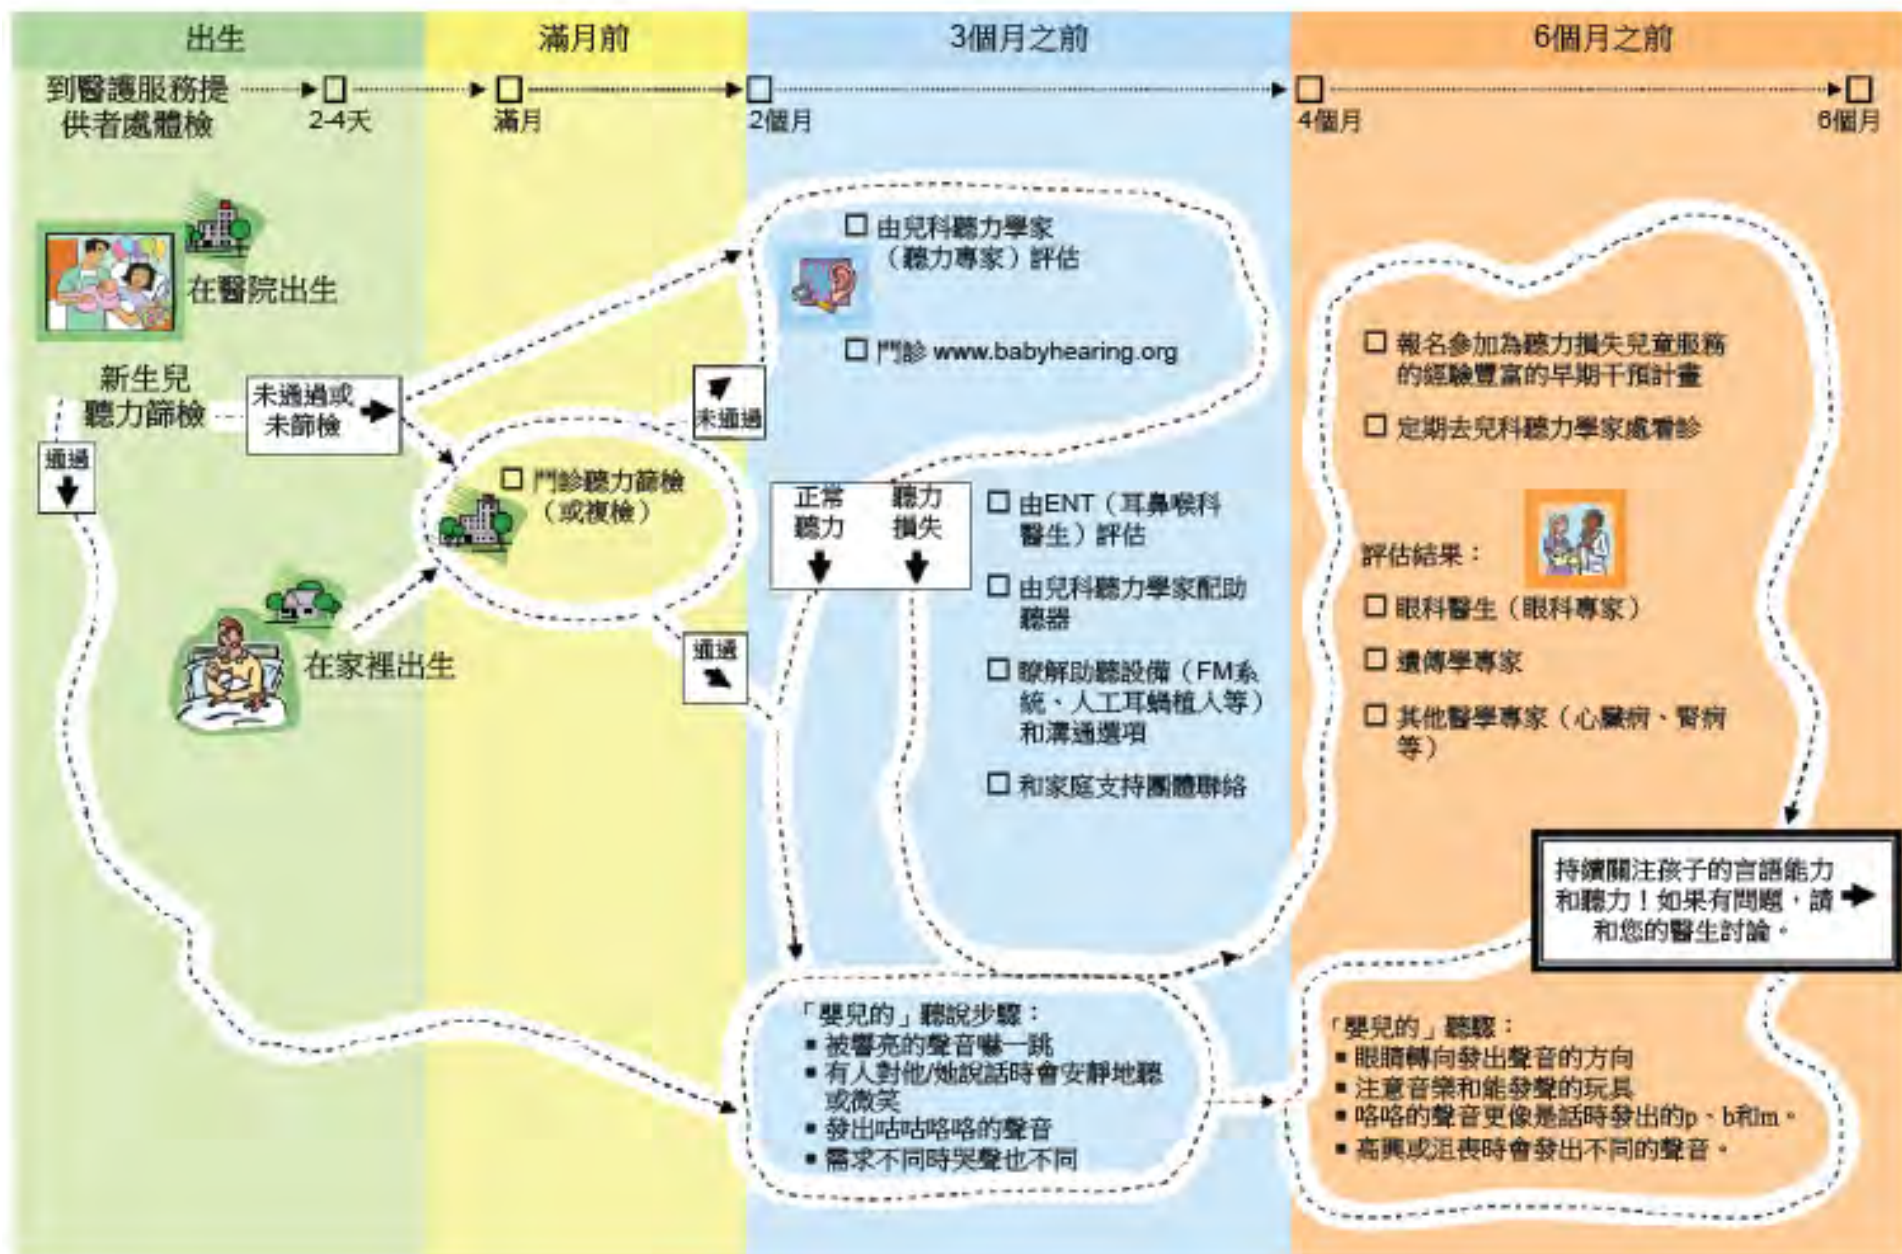 出生
滿月前
3個月之前
6個月之前
到醫護服務提
供者處體檢
2-4天
滿月
2個月
4個月
6個月
在醫院出生
新生兒
聽力篩檢
未通過或
未篩檢
通過
在家裡出生
門診聽力篩檢
（或複檢）
未通過
通過
由兒科聽力學家
（聽力專家）評估
門診 www.babyhearing.org
正常
聽力
聽力
損失
由ENT（耳鼻喉科
醫生）評估
由兒科聽力學家配助
聽器
瞭解助聽設備（FM系
統、人工耳蝸植人等）
和溝通選項
和家庭支持團體聯絡
「嬰兒的」聽說步驟：
▪ 被響亮的聲音嚇一跳
▪ 有人對他/她說話時會安靜地聽
或微笑
▪ 發出咕咕咯咯的聲音
▪ 需求不同時哭聲也不同
報名參加為聽力損失兒童服務
的經驗豐富的早期干預計畫
定期去兒科聽力學家處看診
評估結果：
眼科醫生（眼科專家）
遺傳學專家
其他醫學專家（心臟病、腎病
等）
持續關注孩子的言語能力
和聽力！如果有問題，請
和您的醫生討論。
「嬰兒的」聽驟：
▪ 眼睛轉向發出聲音的方向
▪ 注意音樂和能發聲的玩具
▪ 咯咯的聲音更像是話時發出的p、b和m。
▪ 高興或沮喪時會發出不同的聲音。